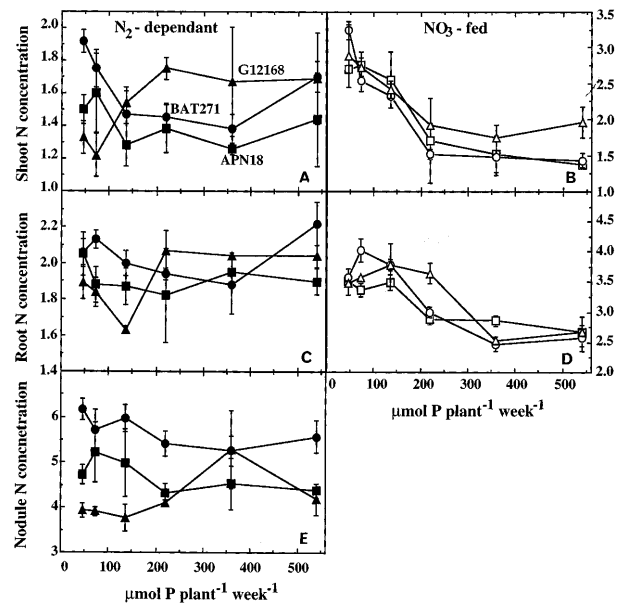 N2 - dependant
NO3 - fed
Shoot N concentration
2.0
1.8
1.6
1.4
1.2
1.0
G12168
BAT271
APN18
A
B
3.5
3.0
2.5
2.0
1.5
1.0
Root N concentration
2.2
2.0
1.8
1.6
1.4
C
D
4.5
4.0
3.5
3.0
2.5
2.0
Nodule N concnetration
6
5
4
3
E
0 100 200 300 400 500
µmol P plant-1 week-1
0 100 200 300 400 500
µmol P plant-1 week-1